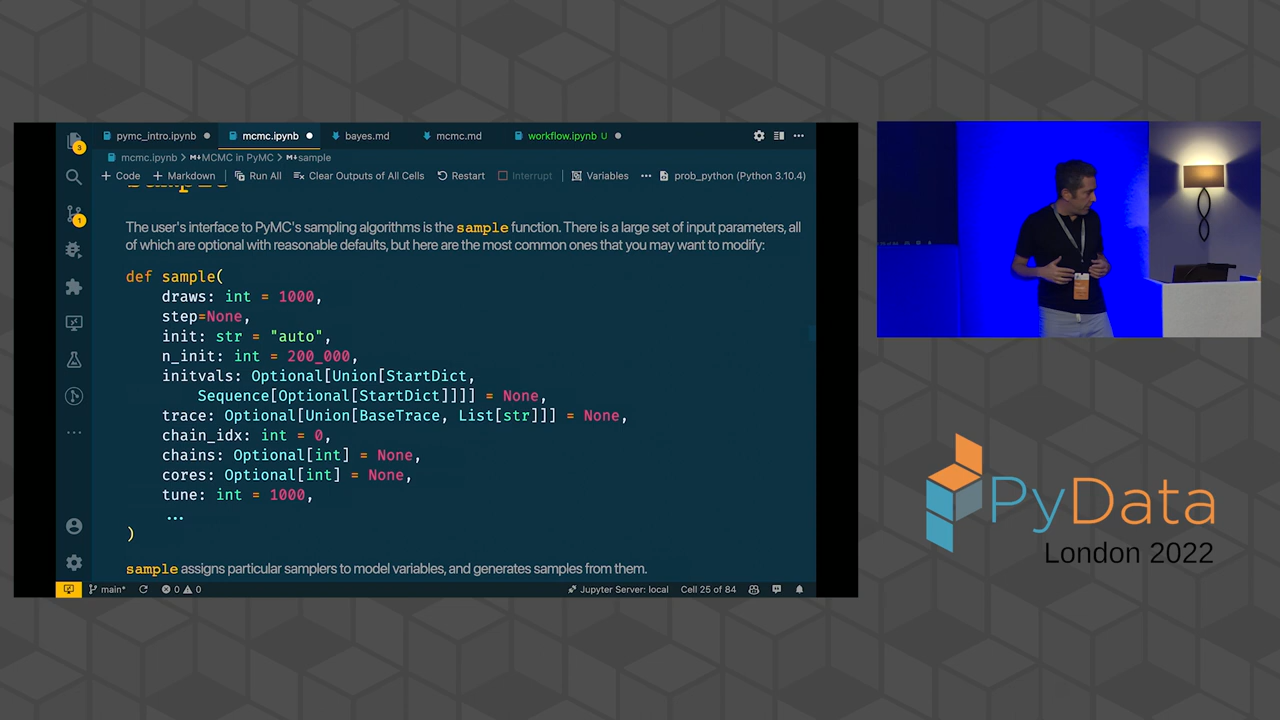 pymc_intro.ipynb
mcmc.ipynb
bayes.md
mcmc.md
workflow.ipynb U
mcmc.ipynb > M↓MCMC in PyMC > M↓sample
+ Code + Markdown Run All Clear Outputs of All Cells Restart Interrupt Variables ... prob_python (Python 3.10.4)
The user's interface to PyMC's sampling algorithms is the sample function. There is a large set of input parameters, all
of which are optional with reasonable defaults, but here are the most common ones that you may want to modify:
def sample(
draws: int = 1000,
step=None,
init: str = "auto",
n_init: int = 200_000,
initvals: Optional[Union[StartDict,
Sequence[Optional[StartDict]]]] = None,
trace: Optional[Union[BaseTrace, List[str]]] = None,
chain_idx: int = 0,
chains: Optional[int] = None,
cores: Optional[int] = None,
tune: int = 1000,
...
)
sample assigns particular samplers to model variables, and generates samples from them.
3
1
main* 0 0 Jupyter Server: local Cell 25 of 84
PyData
London 2022